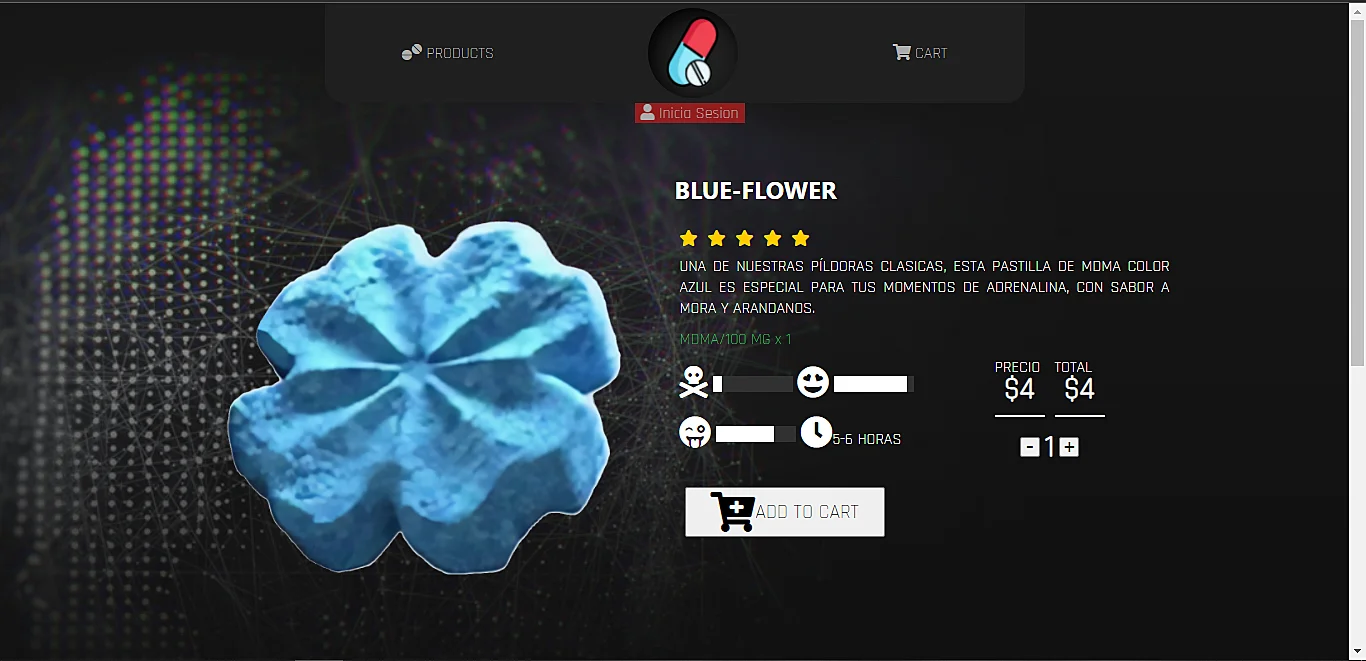 PRODUCTS
CART
Inicia Sesion
BLUE-FLOWER
UNA DE NUESTRAS PÍLDORAS CLASICAS, ESTA PASTILLA DE MDMA COLOR
AZUL ES ESPECIAL PARA TUS MOMENTOS DE ADRENALINA, CON SABOR A
MORA Y ARANDANOS.
MDMA/100 MG x 1
PRECIO TOTAL
$4 $4
5-6 HORAS
- 1 +
ADD TO CART